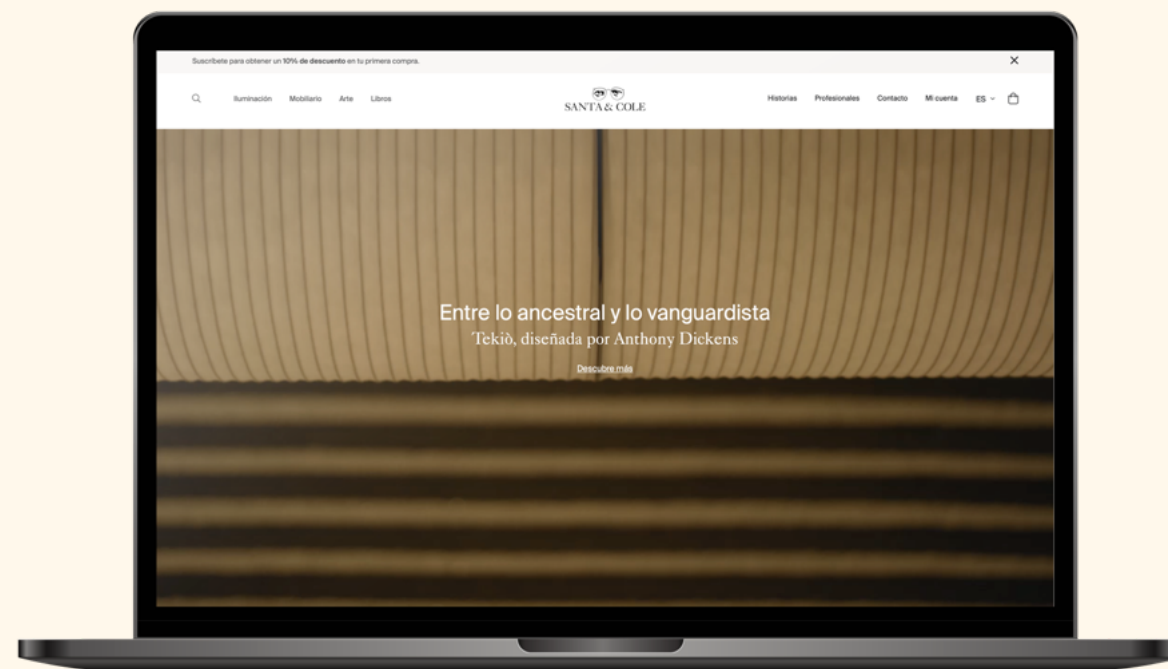 Suscríbete para obtener un 10% de descuento en tu primera compra.
Iluminación Mobiliario Arte Libros
SANTA & COLE
Historias Profesionales Contacto Mi cuenta ES
Entre lo ancestral y lo vanguardista
Tekiò, diseñada por Anthony Dickens
Descubre más